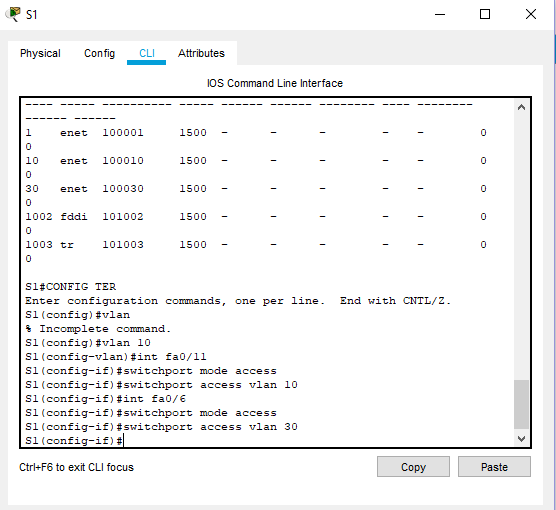 S1
Physical Config CLI Attributes
IOS Command Line Interface
---- ----- ---------- ----- ------ ------ -------- ---- --------
------ ------
1    enet  100001     1500  -      -      -        -    -        0
0
10   enet  100010     1500  -      -      -        -    -        0
0
30   enet  100030     1500  -      -      -        -    -        0
0
1002 fddi  101002     1500  -      -      -        -    -        0
0
1003 tr    101003     1500  -      -      -        -    -        0
0
S1#CONFIG TER
Enter configuration commands, one per line.  End with CNTL/Z.
S1(config)#vlan
% Incomplete command.
S1(config)#vlan 10
S1(config-vlan)#int fa0/11
S1(config-if)#switchport mode access
S1(config-if)#switchport access vlan 10
S1(config-if)#int fa0/6
S1(config-if)#switchport mode access
S1(config-if)#switchport access vlan 30
S1(config-if)#
Ctrl+F6 to exit CLI focus
Copy Paste